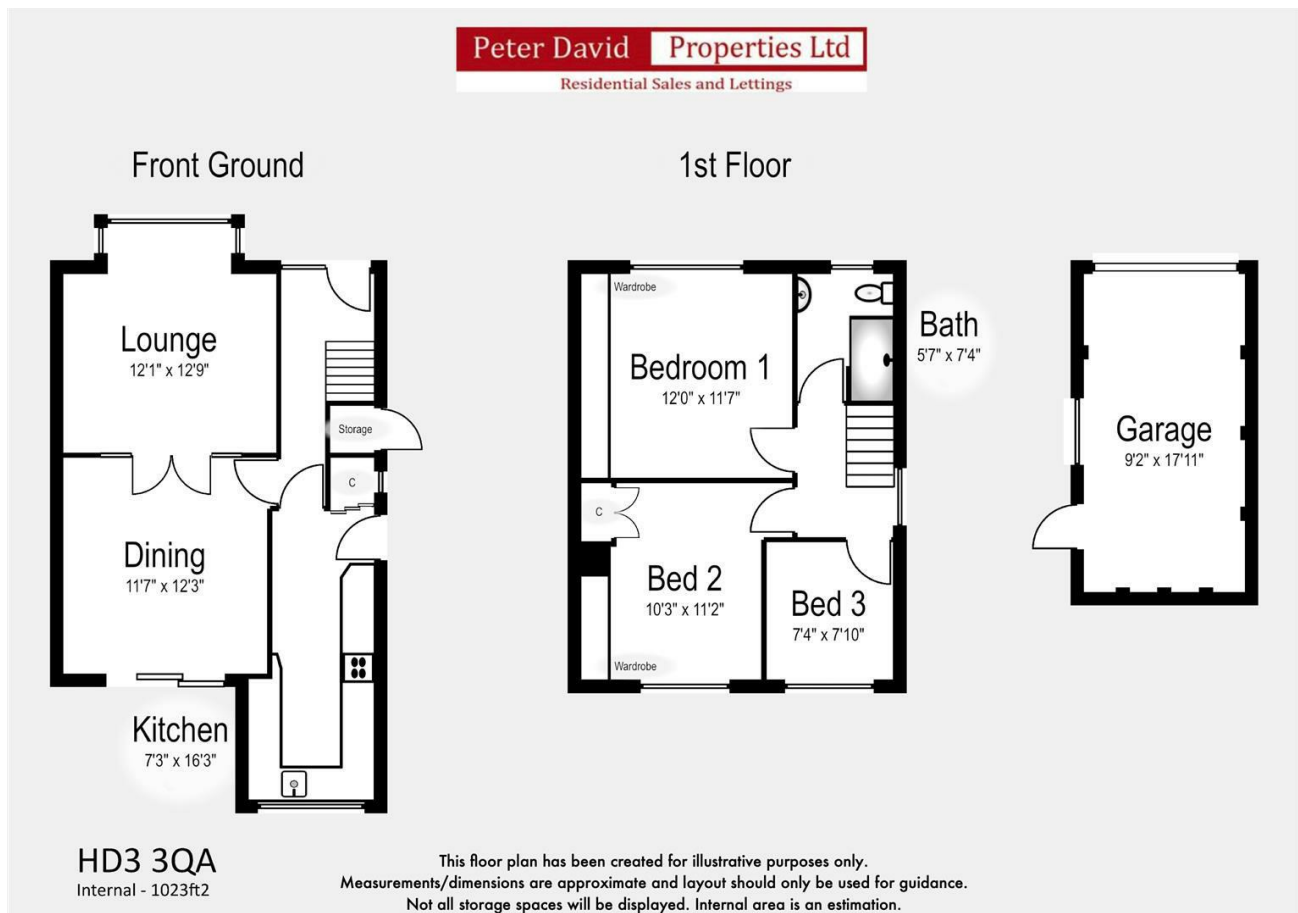 Peter David Properties Ltd
Residential Sales and Lettings
Front Ground
1st Floor
Lounge
12'1" x 12'9"
Storage
C
Dining
11'7" x 12'3"
Kitchen
7'3" x 16'3"
Wardrobe
Bedroom 1
12'0" x 11'7"
Bath
5'7" x 7'4"
C
Bed 2
10'3" x 11'2"
Wardrobe
Bed 3
7'4" x 7'10"
Garage
9'2" x 17'11"
HD3 3QA
Internal - 1023ft2
This floor plan has been created for illustrative purposes only.
Measurements/dimensions are approximate and layout should only be used for guidance.
Not all storage spaces will be displayed. Internal area is an estimation.